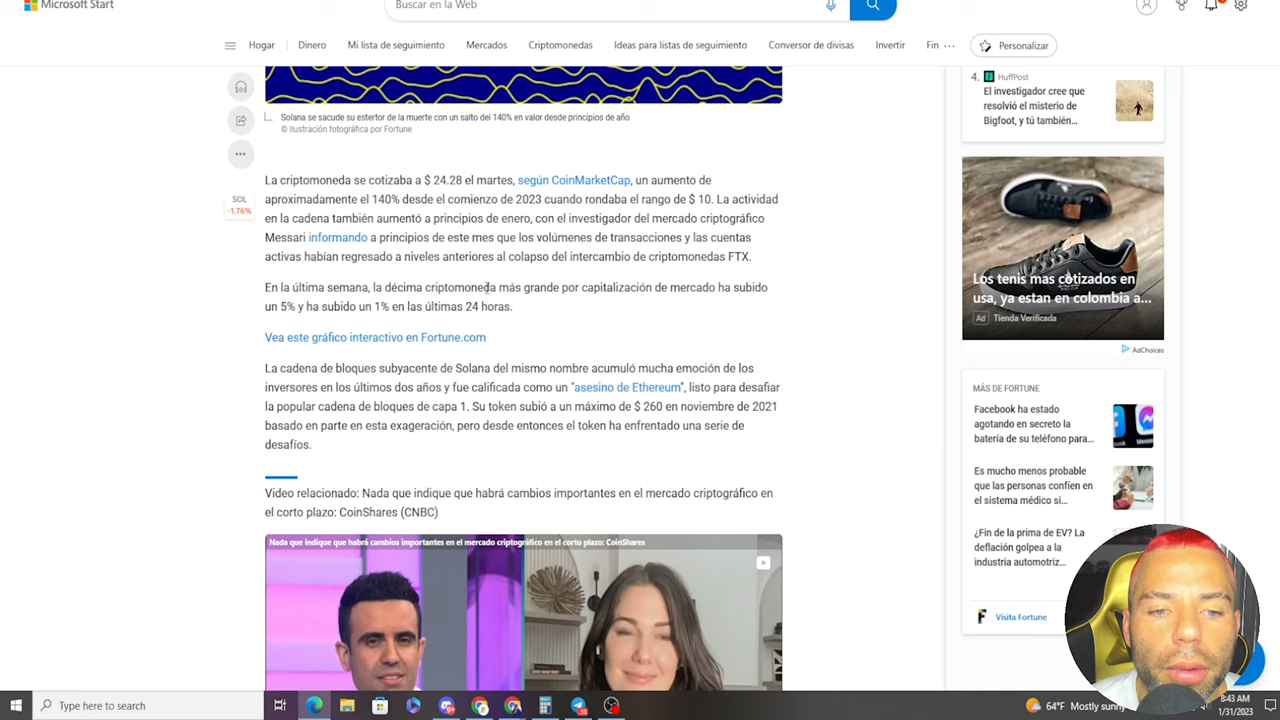 Microsoft Start
Buscar en la Web
Hogar
Dinero
Mi lista de seguimiento
Mercados
Criptomonedas
Ideas para listas de seguimiento
Conversor de divisas
Invertir
Fin ...
Personalizar
Solana se sacude su estertor de la muerte con un salto del 140% en valor desde principios de año
© Ilustración fotográfica por Fortune
SOL
-1.76%
La criptomoneda se cotizaba a $ 24.28 el martes, según CoinMarketCap, un aumento de
aproximadamente el 140% desde el comienzo de 2023 cuando rondaba el rango de $ 10. La actividad
en la cadena también aumentó a principios de enero, con el investigador del mercado criptográfico
Messari informando a principios de este mes que los volúmenes de transacciones y las cuentas
activas habían regresado a niveles anteriores al colapso del intercambio de criptomonedas FTX.
En la última semana, la décima criptomoneda más grande por capitalización de mercado ha subido
un 5% y ha subido un 1% en las últimas 24 horas.
Vea este gráfico interactivo en Fortune.com
La cadena de bloques subyacente de Solana del mismo nombre acumuló mucha emoción de los
inversores en los últimos dos años y fue calificada como un "asesino de Ethereum", listo para desafiar
la popular cadena de bloques de capa 1. Su token subió a un máximo de $ 260 en noviembre de 2021
basado en parte en esta exageración, pero desde entonces el token ha enfrentado una serie de
desafíos.
Video relacionado: Nada que indique que habrá cambios importantes en el mercado criptográfico en
el corto plazo: CoinShares (CNBC)
Nada que indique que habrá cambios importantes en el mercado criptográfico en el corto plazo: CoinShares
4. HuffPost
El investigador cree que
resolvió el misterio de
Bigfoot, y tú también...
Los tenis mas cotizados en
usa, ya estan en colombia a...
Ad Tienda Verificada
AdChoices
MÁS DE FORTUNE
Facebook ha estado
agotando en secreto la
batería de su teléfono para...
Es mucho menos probable
que las personas confíen en
el sistema médico si...
¿Fin de la prima de EV? La
deflación golpea a la
industria automotriz...
Visita Fortune
Type here to search
64°F Mostly sunny
8:43 AM
1/31/2023